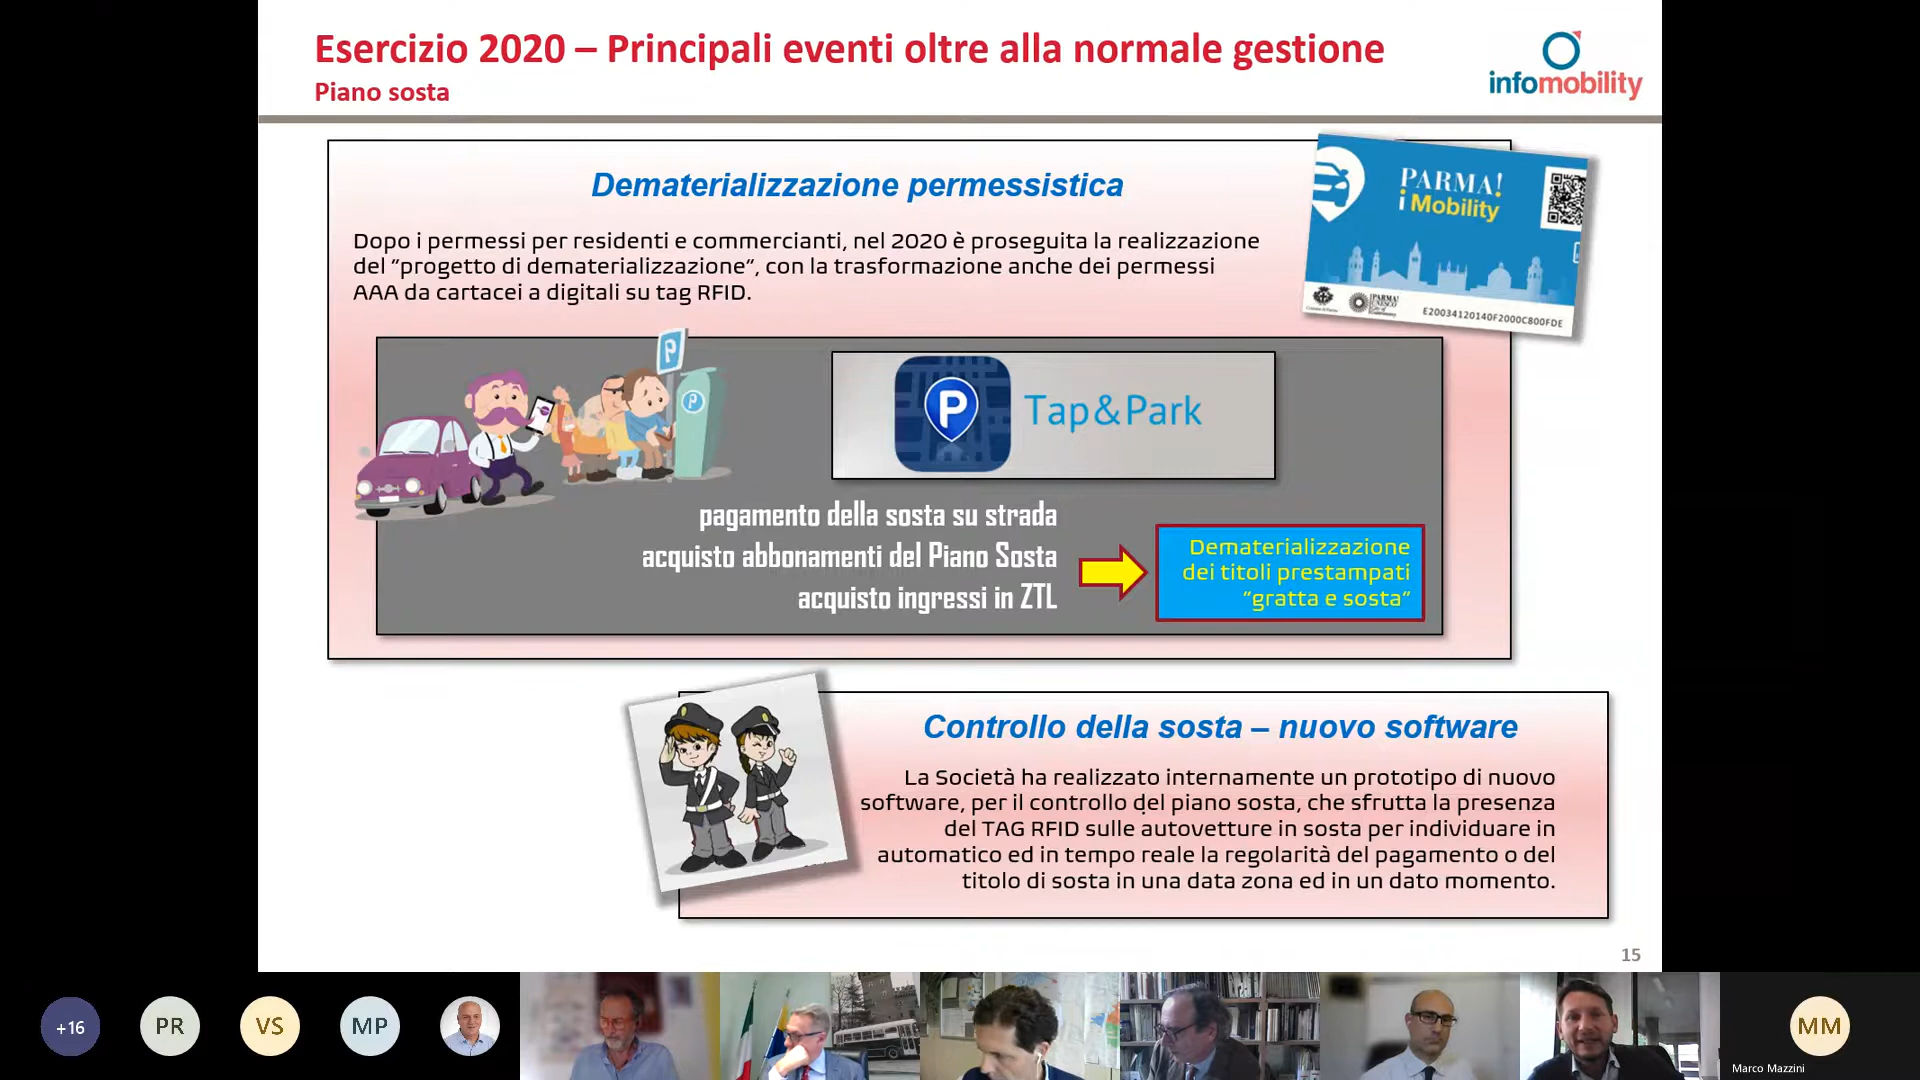 Esercizio 2020 – Principali eventi oltre alla normale gestione
Piano sosta
infomobility
Dematerializzazione permessistica
Dopo i permessi per residenti e commercianti, nel 2020 è proseguita la realizzazione
del "progetto di dematerializzazione", con la trasformazione anche dei permessi
AAA da cartacei a digitali su tag RFID.
PARMA!
i Mobility
E20034120140F2000C800FDE
P
P
P
Tap&Park
pagamento della sosta su strada
acquisto abbonamenti del Piano Sosta
acquisto ingressi in ZTL
Dematerializzazione
dei titoli prestampati
"gratta e sosta"
Controllo della sosta – nuovo software
La Società ha realizzato internamente un prototipo di nuovo
software, per il controllo del piano sosta, che sfrutta la presenza
del TAG RFID sulle autovetture in sosta per individuare in
automatico ed in tempo reale la regolarità del pagamento o del
titolo di sosta in una data zona ed in un dato momento.
15
+16
PR
VS
MP
MM
Marco Mazzini